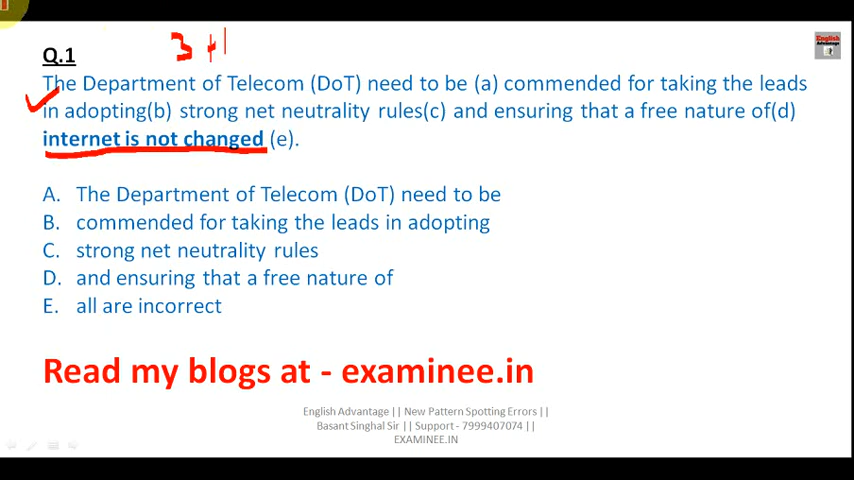 3 +1
English
Advantage
Q.1
The Department of Telecom (DoT) need to be (a) commended for taking the leads
in adopting(b) strong net neutrality rules(c) and ensuring that a free nature of(d)
internet is not changed (e).
A. The Department of Telecom (DoT) need to be
B. commended for taking the leads in adopting
C. strong net neutrality rules
D. and ensuring that a free nature of
E. all are incorrect
Read my blogs at - examinee.in
English Advantage || New Pattern Spotting Errors ||
Basant Singhal Sir || Support - 7999407074 ||
EXAMINEE.IN